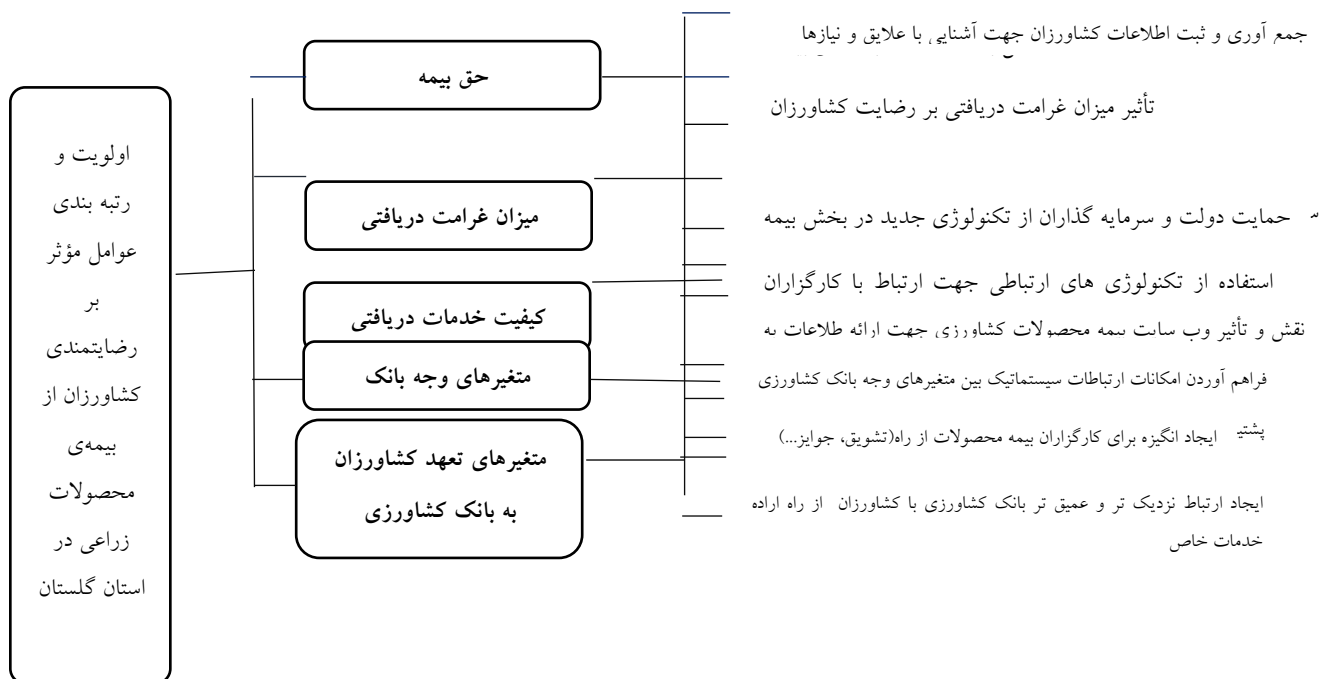 جمع آوری و ثبت اطلاعات کشاورزان جهت آشنایی با علایق و نیازها
حق بیمه
تأثیر میزان غرامت دریافتی بر رضایت کشاورزان
میزان غرامت دریافتی
حمایت دولت و سرمایه گذاران از تکنولوژی جدید در بخش بیمه
استفاده از تکنولوژی های ارتباطی جهت ارتباط با کارگزاران
کیفیت خدمات دریافتی
نقش و تأثیر وب سایت بیمه محصولات کشاورزی جهت ارائه طلاعات به
متغیرهای وجه بانک
فراهم آوردن امکانات ارتباطات سیستماتیک بین متغیرهای وجه بانک کشاورزی
پشتیـ ایجاد انگیزه برای کارگزاران بیمه محصولات از راه(تشویق، جوایز...)
متغیرهای تعهد کشاورزان
به بانک کشاورزی
ایجاد ارتباط نزدیک تر و عمیق تر بانک کشاورزی با کشاورزان از راه اراده
خدمات خاص
اولویت و
رتبه بندی
عوامل مؤثر
بر
رضایتمندی
کشاورزان از
بیمه‌ی
محصولات
زراعی در
استان گلستان